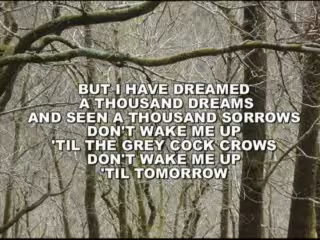 BUT I HAVE DREAMED
A THOUSAND DREAMS
AND SEEN A THOUSAND SORROWS
DON'T WAKE ME UP
'TIL THE GREY COCK CROWS
DON'T WAKE ME UP
'TIL TOMORROW